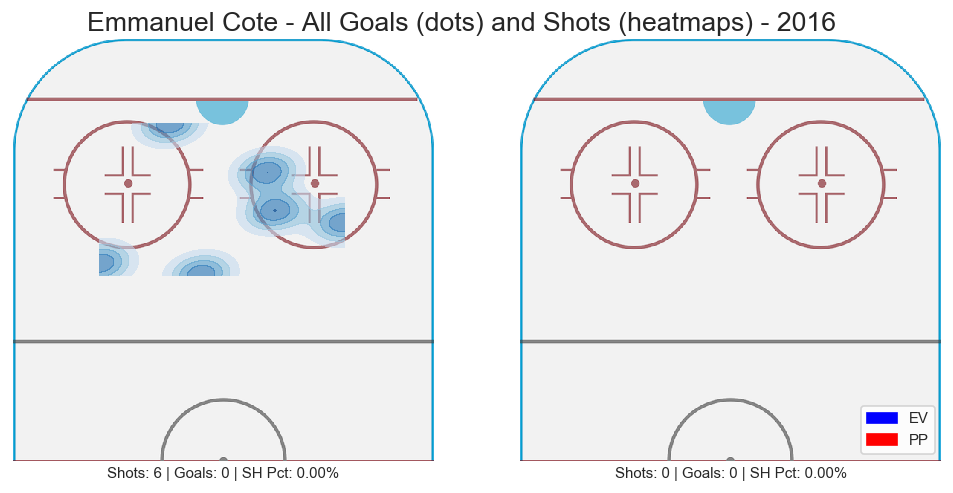 Emmanuel Cote - All Goals (dots) and Shots (heatmaps) - 2016
EV
PP
Shots: 6 | Goals: 0 | SH Pct: 0.00%
Shots: 0 | Goals: 0 | SH Pct: 0.00%